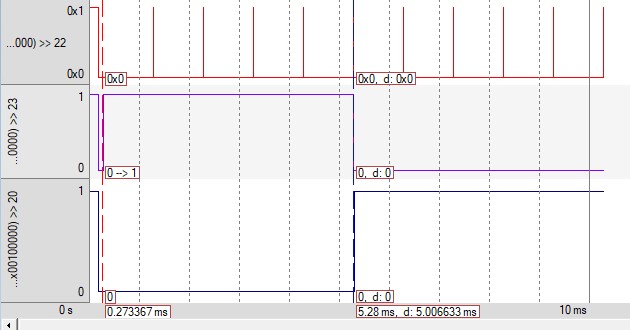 0x1
...000) >> 22
0x0
0x0
0x0, d: 0x0
1
...0000) >> 23
0
0 --> 1
0, d: 0
1
...x00100000) >> 20
0
0
0, d: 0
0 s
0.273367 ms
5.28 ms, d: 5.006633 ms
10 ms